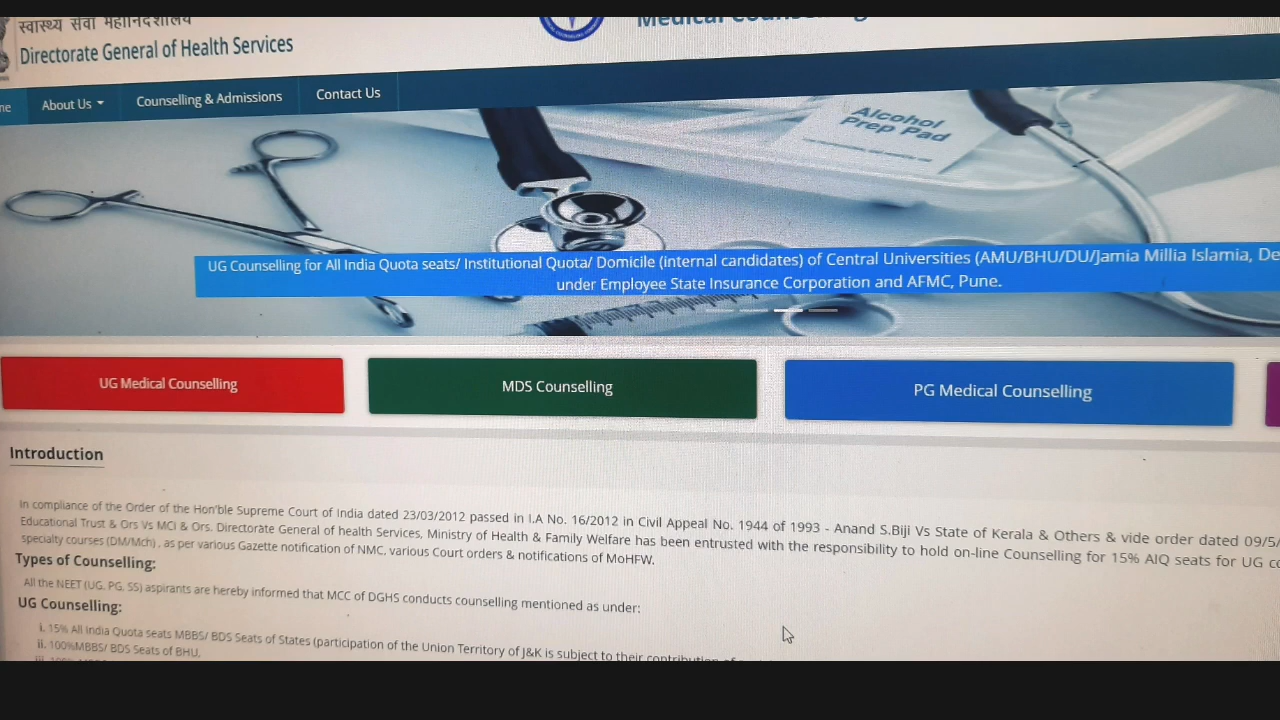 स्वास्थ्य सेवा महानिदेशालय
Directorate General of Health Services
Medical Counselling
About Us
Counselling & Admissions
Contact Us
Alcohol
Prep Pad
UG Counselling for All India Quota seats/ Institutional Quota/ Domicile (internal candidates) of Central Universities (AMU/BHU/DU/Jamia Millia Islamia, De
under Employee State Insurance Corporation and AFMC, Pune.
UG Medical Counselling
MDS Counselling
PG Medical Counselling
Introduction
In compliance of the Order of the Hon'ble Supreme Court of India dated 23/03/2012 passed in I.A No. 16/2012 in Civil Appeal No. 1944 of 1993 - Anand S.Biji Vs State of Kerala & Others & vide order dated 09/5/
Educational Trust & Ors Vs MCI & Ors. Directorate General of health Services, Ministry of Health & Family Welfare has been entrusted with the responsibility to hold on-line Counselling for 15% AIQ seats for UG co
specialty courses (DM/Mch) , as per various Gazette notification of NMC, various Court orders & notifications of MoHFW.
Types of Counselling:
All the NEET (UG, PG, SS) aspirants are hereby informed that MCC of DGHS conducts counselling mentioned as under:
UG Counselling:
i. 15% All India Quota seats MBBS/ BDS Seats of States (participation of the Union Territory of J&K is subject to their contribution of
ii. 100%MBBS/ BDS Seats of BHU,